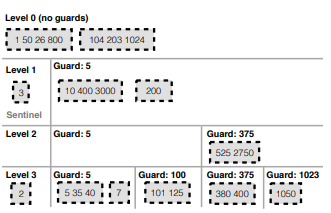 Level 0 (no guards)
1 50 26 800 104 203 1024
Level 1 Guard: 5
3 10 400 3000 200
Sentinel
Level 2 Guard: 5 Guard: 375
525 2750
Level 3 Guard: 5 Guard: 100 Guard: 375 Guard: 1023
2 5 35 40 7 101 125 380 400 1050